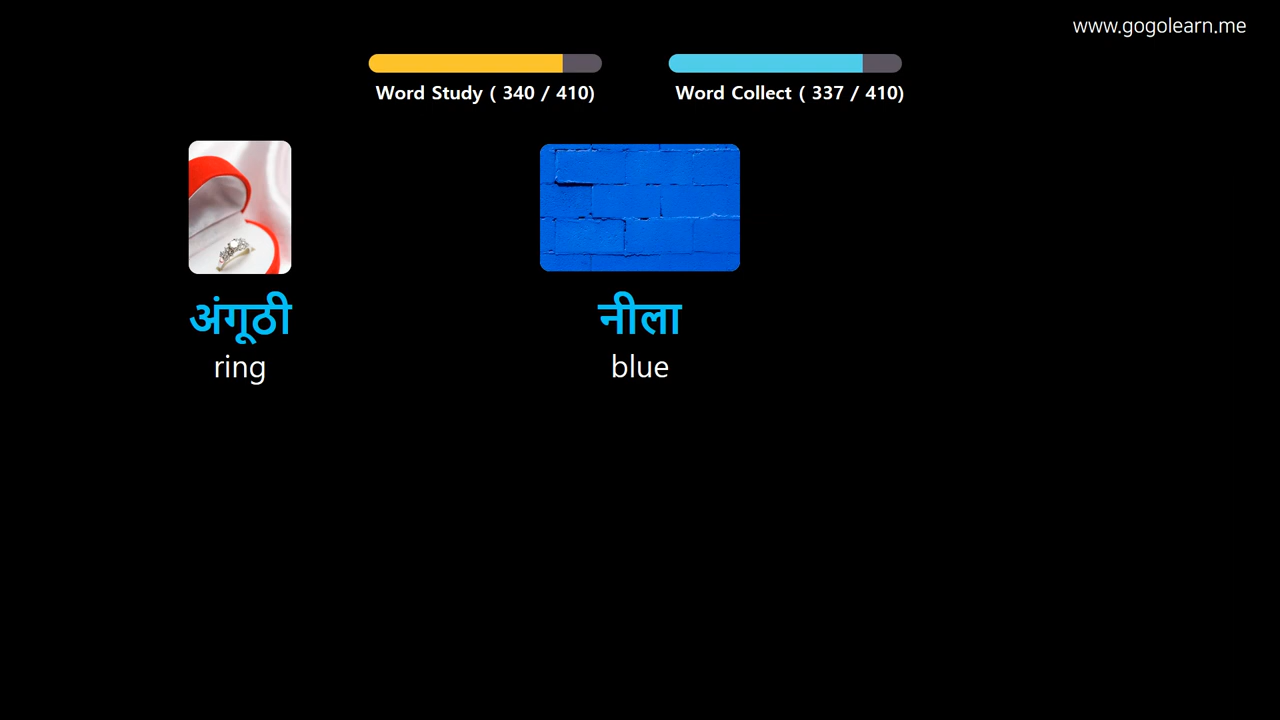 www.gogolearn.me
Word Study ( 340 / 410)
Word Collect ( 337 / 410)
अंगूठी
ring
नीला
blue